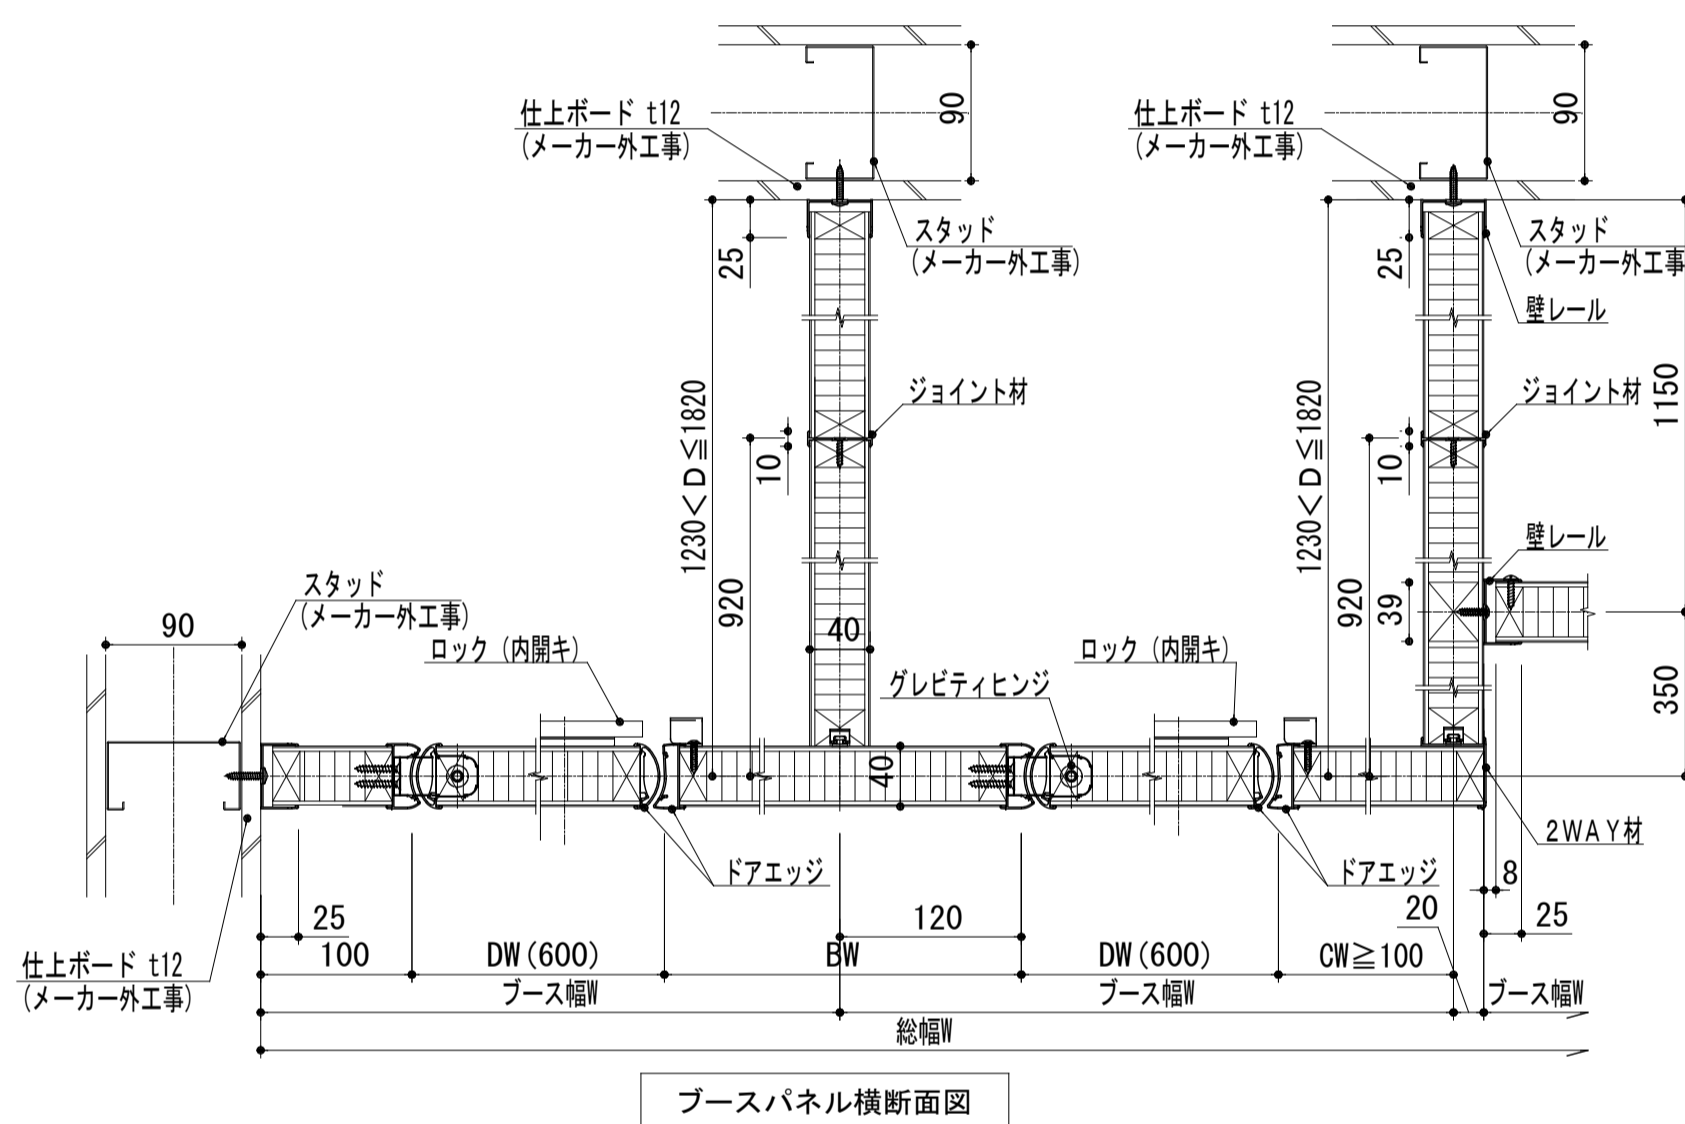 90
90
仕上ボード t12
(メーカー外工事)
仕上ボード t12
(メーカー外工事)
25
スタッド
(メーカー外工事)
25
スタッド
(メーカー外工事
壁レール
1230<D≦1820
ジョイント材
10
920
1230<D≦1820
ジョイント材
10
920
1150
壁レール
39
350
スタッド
(メーカー外工事)
90
ロック (内開キ)
40
グレビティヒンジ
ロック (内開キ)
40
2WAY材
ドアエッジ
ドアエッジ
8
25
120
20
25
仕上ボード t12
(メーカー外工事)
100
DW(600)
BW
DW(600)
CW≧100
ブース幅W
ブース幅W
ブース幅W
総幅W
ブースパネル横断面図